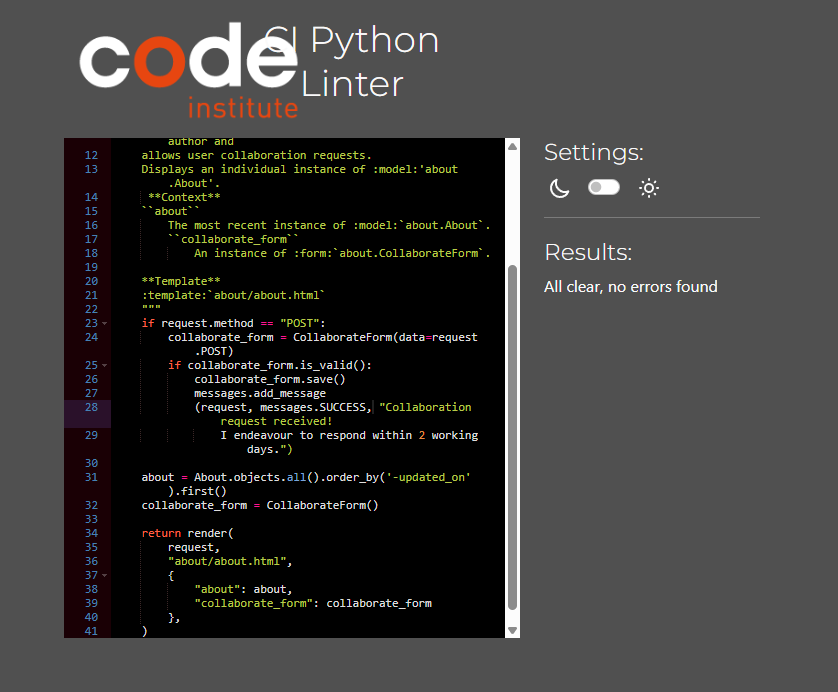 code
institute
CI Python
Linter
author and
12 allows user collaboration requests.
13 Displays an individual instance of :model:'about
.About'.
14 **Context**
15 ``about``
16 The most recent instance of :model:`about.About`.
17 ``collaborate_form``
18 An instance of :form:`about.CollaborateForm`.
19
20 **Template**
21 :template:`about/about.html`
22 """
23 if request.method == "POST":
24 collaborate_form = CollaborateForm(data=request
.POST)
25 if collaborate_form.is_valid():
26 collaborate_form.save()
27 messages.add_message
28 (request, messages.SUCCESS, "Collaboration
request received!
29 I endeavour to respond within 2 working
days.")
30
31 about = About.objects.all().order_by('-updated_on'
).first()
32 collaborate_form = CollaborateForm()
33
34 return render(
35 request,
36 "about/about.html",
37 {
38 "about": about,
39 "collaborate_form": collaborate_form
40 },
41 )
Settings:
Results:
All clear, no errors found